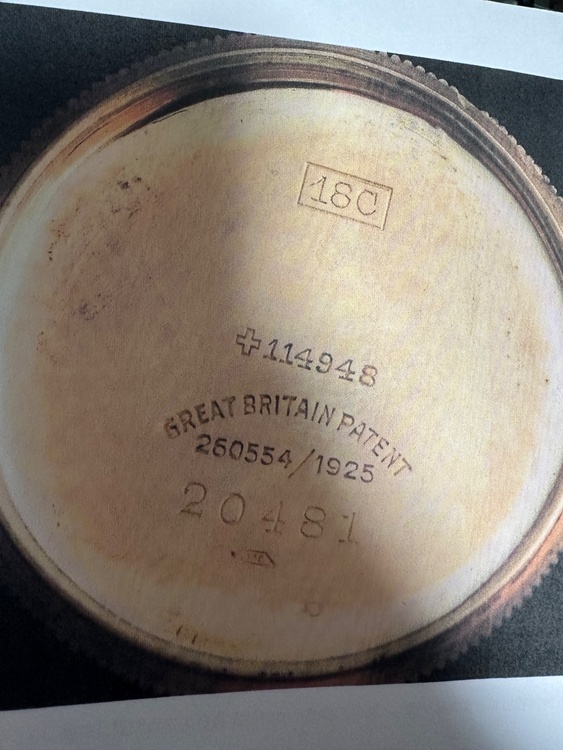 18C
✚114948
GREAT BRITAIN PATENT
260554/1925
20481